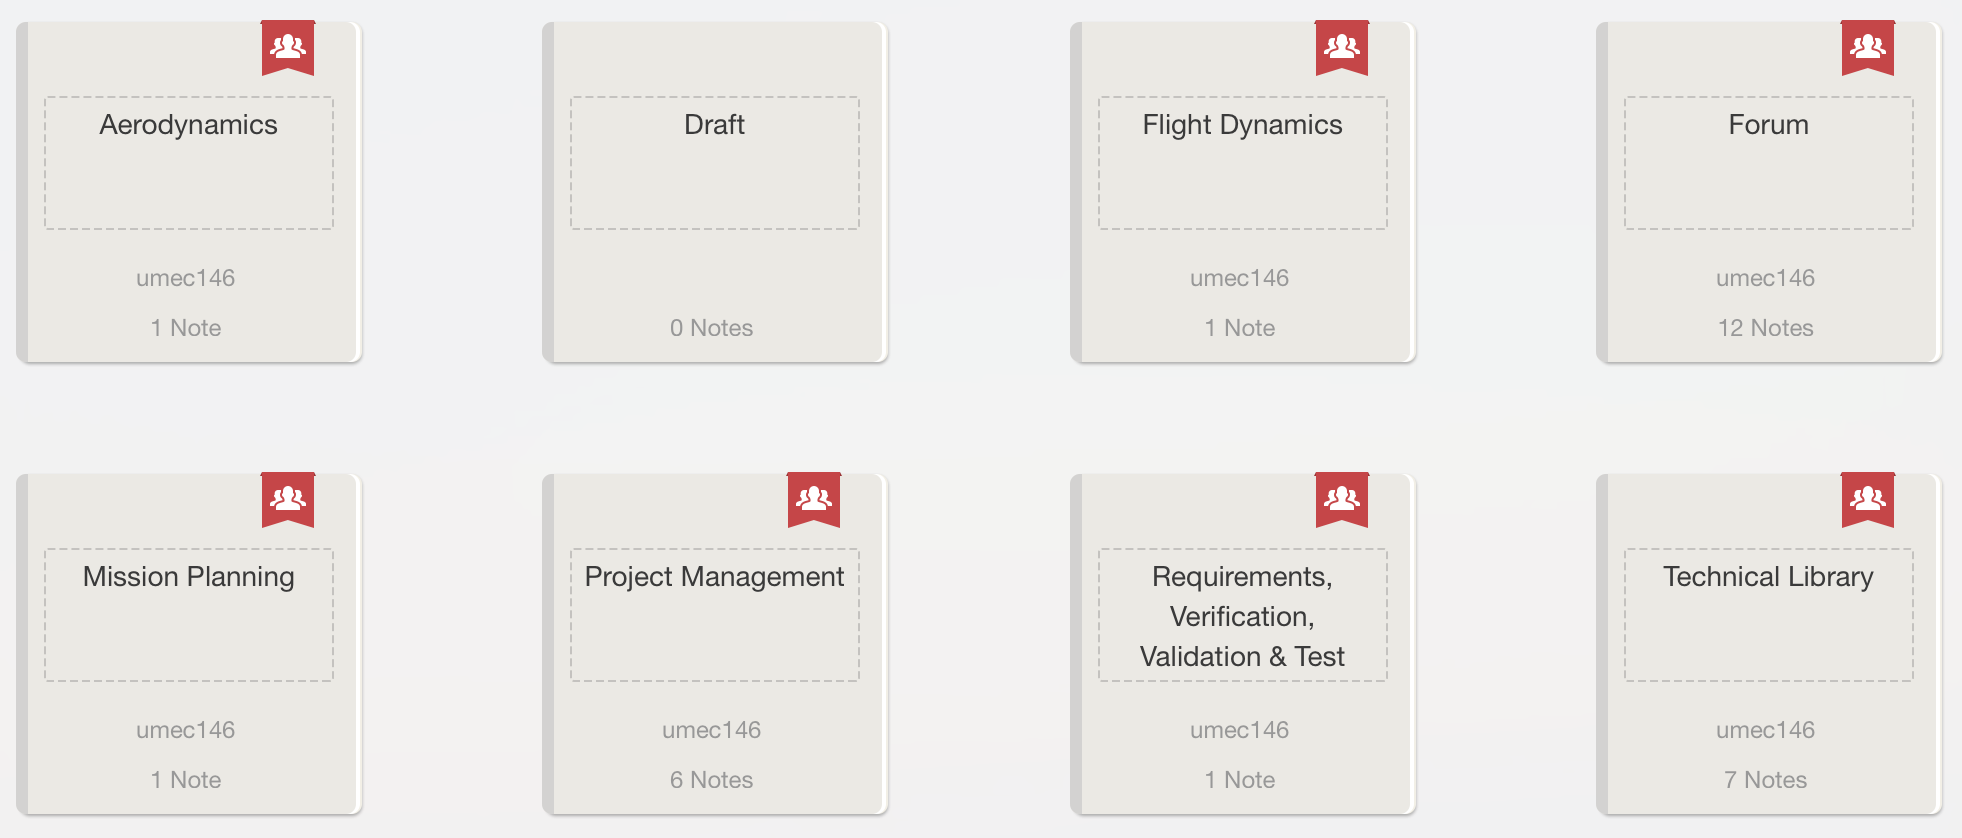 Aerodynamics
umec146
1 Note
Draft
0 Notes
Flight Dynamics
umec146
1 Note
Forum
umec146
12 Notes
Mission Planning
umec146
1 Note
Project Management
umec146
6 Notes
Requirements,
Verification,
Validation & Test
umec146
1 Note
Technical Library
umec146
7 Notes